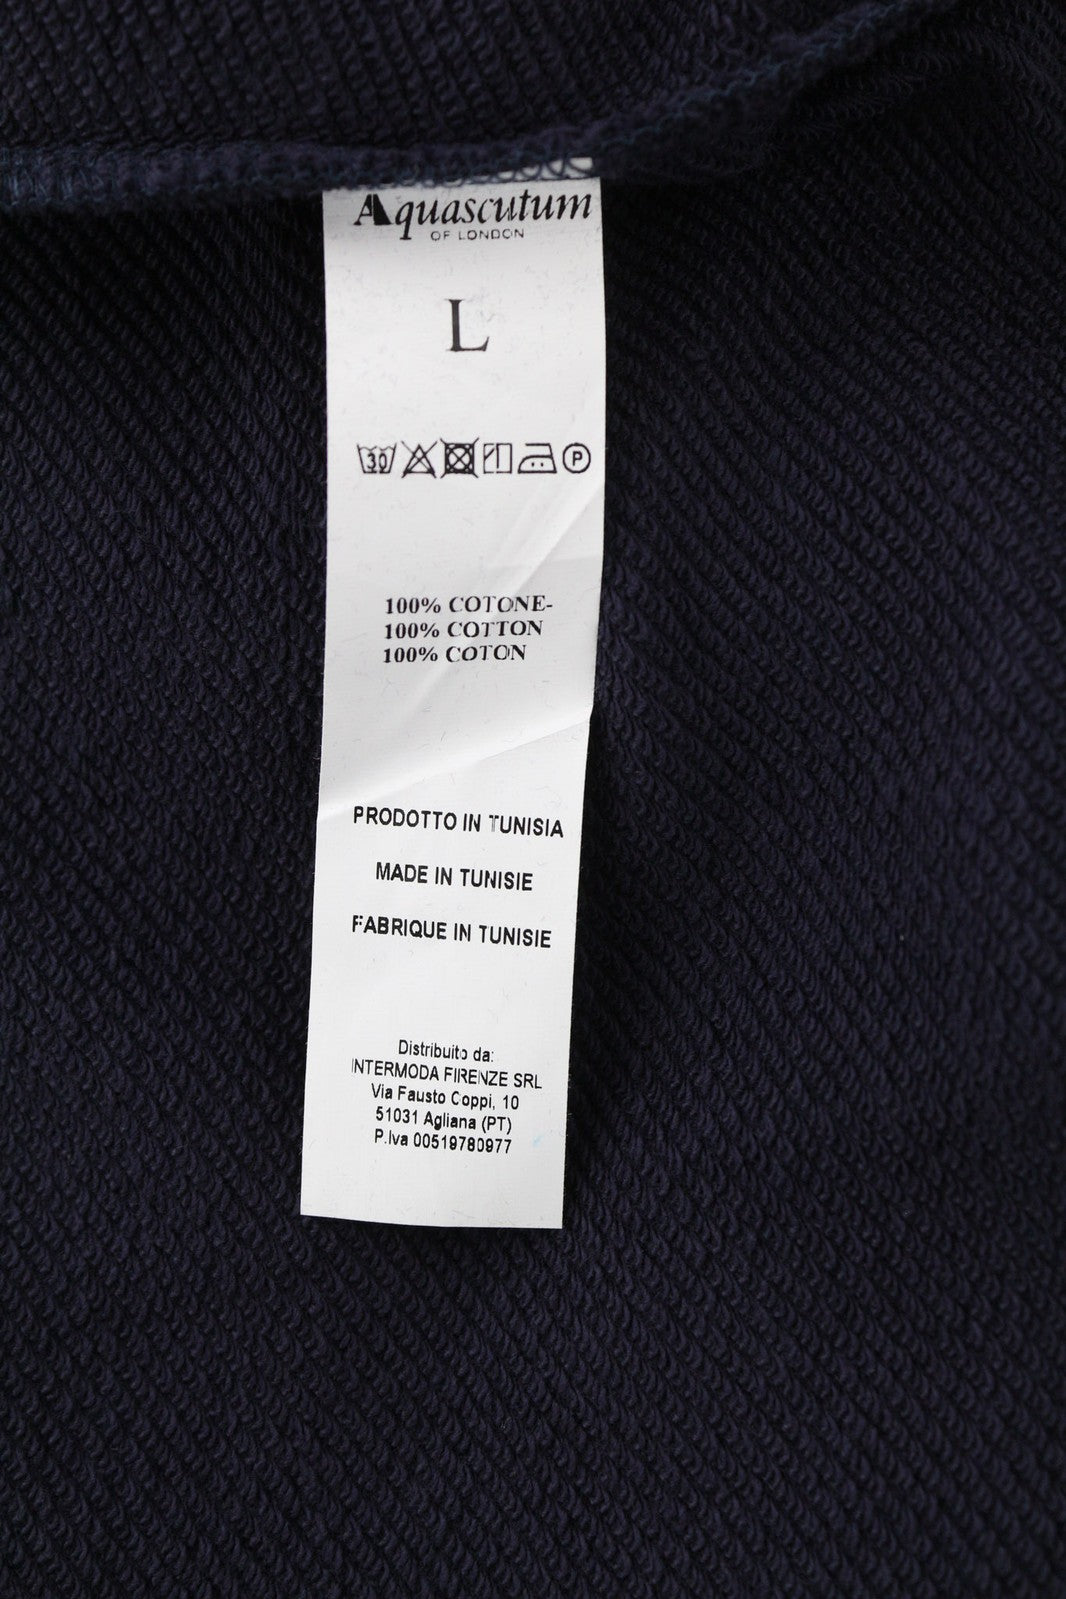 Aquascutum
OF LONDON
L
30 P
100% COTONE-
100% COTTON
100% COTON
PRODOTTO IN TUNISIA
MADE IN TUNISIE
FABRIQUE IN TUNISIE
Distribuito da:
INTERMODA FIRENZE SRL
Via Fausto Coppi, 10
51031 Agliana (PT)
P.Iva 00519780977